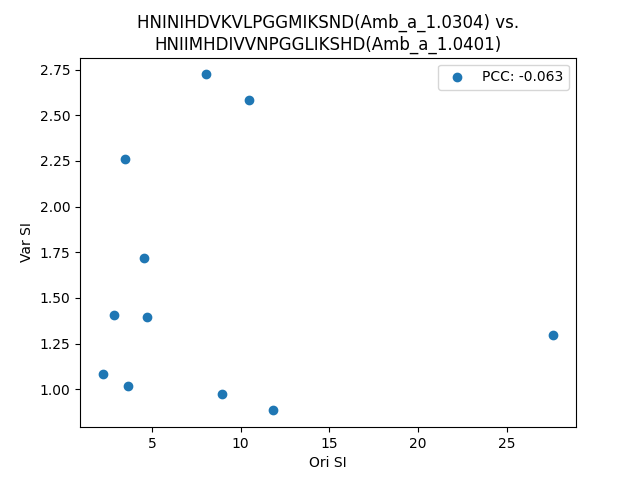 HNINIHDVKVLPGGMIKSND(Amb_a_1.0304) vs.
HNIIMHDIVVNPGGLIKSHD(Amb_a_1.0401)
PCC: -0.063
2.75
2.50
2.25
2.00
1.75
1.50
1.25
1.00
Var SI
5 10 15 20 25
Ori SI